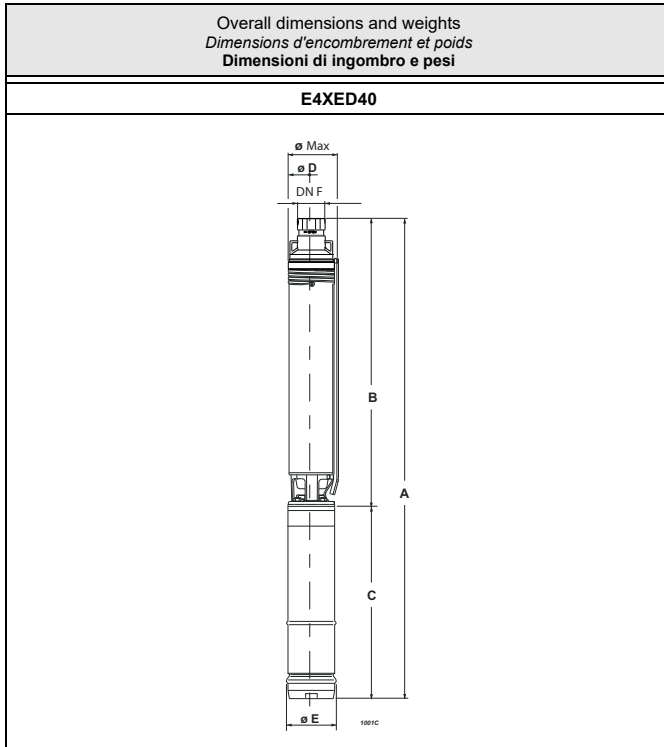 Overall dimensions and weights
Dimensions d'encombrement et poids
Dimensioni di ingombro e pesi
E4XED40
ø Max
ø D
DN F
B
A
C
ø E
1001C